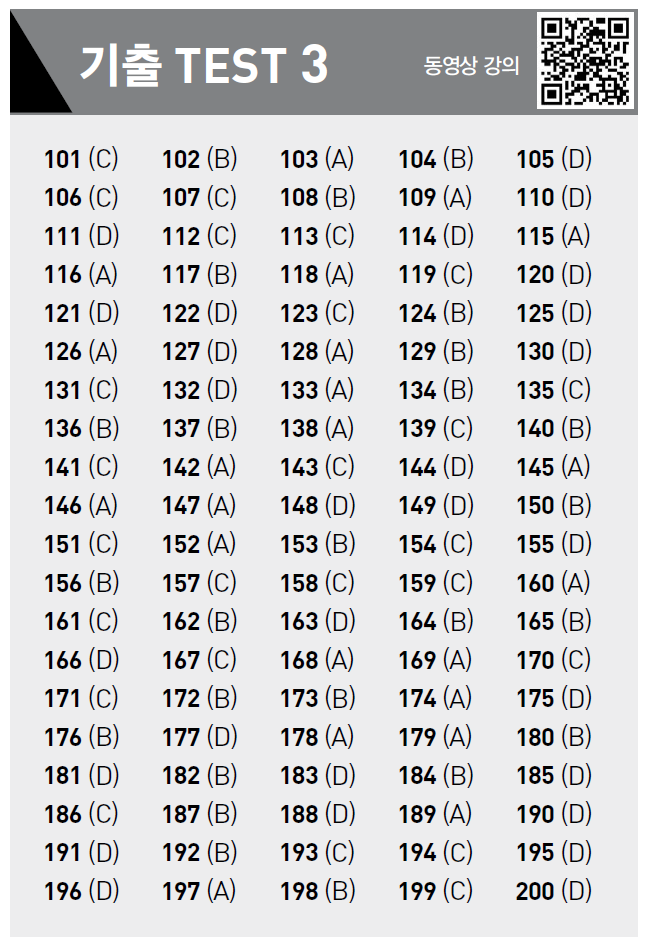 기출 TEST 3
동영상 강의
101 (C) 102 (B) 103 (A) 104 (B) 105 (D)
106 (C) 107 (C) 108 (B) 109 (A) 110 (D)
111 (D) 112 (C) 113 (C) 114 (D) 115 (A)
116 (A) 117 (B) 118 (A) 119 (C) 120 (D)
121 (D) 122 (D) 123 (C) 124 (B) 125 (D)
126 (A) 127 (D) 128 (A) 129 (B) 130 (D)
131 (C) 132 (D) 133 (A) 134 (B) 135 (C)
136 (B) 137 (B) 138 (A) 139 (C) 140 (B)
141 (C) 142 (A) 143 (C) 144 (D) 145 (A)
146 (A) 147 (A) 148 (D) 149 (D) 150 (B)
151 (C) 152 (A) 153 (B) 154 (C) 155 (D)
156 (B) 157 (C) 158 (C) 159 (C) 160 (A)
161 (C) 162 (B) 163 (D) 164 (B) 165 (B)
166 (D) 167 (C) 168 (A) 169 (A) 170 (C)
171 (C) 172 (B) 173 (B) 174 (A) 175 (D)
176 (B) 177 (D) 178 (A) 179 (A) 180 (B)
181 (D) 182 (B) 183 (D) 184 (B) 185 (D)
186 (C) 187 (B) 188 (D) 189 (A) 190 (D)
191 (D) 192 (B) 193 (C) 194 (C) 195 (D)
196 (D) 197 (A) 198 (B) 199 (C) 200 (D)